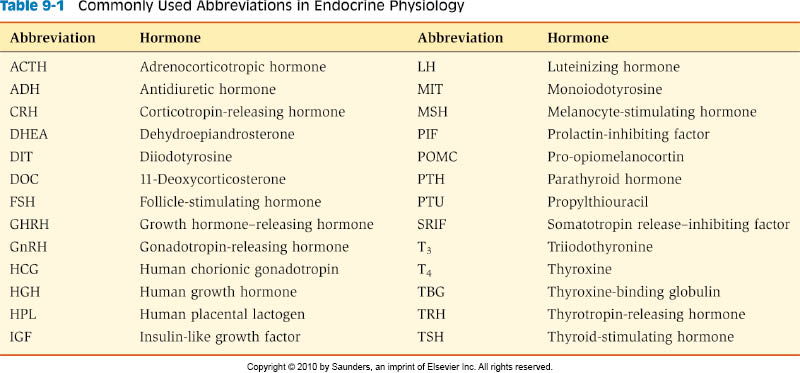 Table 9-1 Commonly Used Abbreviations in Endocrine Physiology
Abbreviation Hormone Abbreviation Hormone
ACTH Adrenocorticotropic hormone LH Luteinizing hormone
ADH Antidiuretic hormone MIT Monoiodotyrosine
CRH Corticotropin-releasing hormone MSH Melanocyte-stimulating hormone
DHEA Dehydroepiandrosterone PIF Prolactin-inhibiting factor
DIT Diiodotyrosine POMC Pro-opiomelanocortin
DOC 11-Deoxycorticosterone PTH Parathyroid hormone
FSH Follicle-stimulating hormone PTU Propylthiouracil
GHRH Growth hormone–releasing hormone SRIF Somatotropin release–inhibiting factor
GnRH Gonadotropin-releasing hormone T₃ Triiodothyronine
HCG Human chorionic gonadotropin T₄ Thyroxine
HGH Human growth hormone TBG Thyroxine-binding globulin
HPL Human placental lactogen TRH Thyrotropin-releasing hormone
IGF Insulin-like growth factor TSH Thyroid-stimulating hormone
Copyright © 2010 by Saunders, an imprint of Elsevier Inc. All rights reserved.